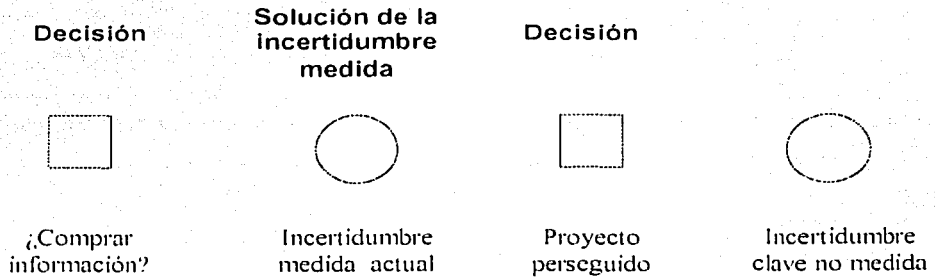 Decisión
Solución de la
incertidumbre
medida
Decisión
¿Comprar
información?
Incertidumbre
medida actual
Proyecto
perseguido
Incertidumbre
clave no medida